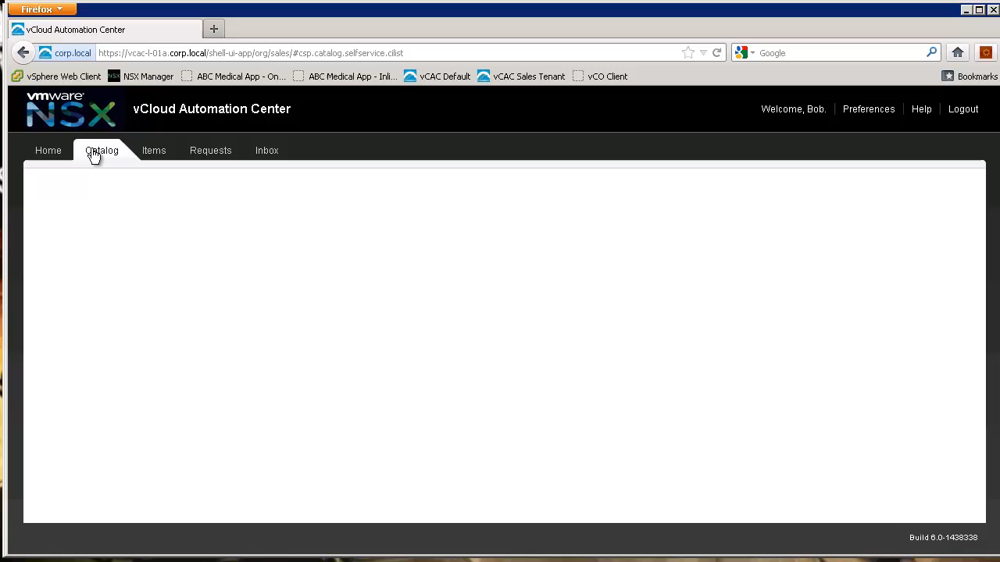 Firefox
vCloud Automation Center
corp.local https://vcac-l-01a.corp.local/shell-ui-app/org/sales/#csp.catalog.selfservice.cilist Google
vSphere Web Client NSX NSX Manager ABC Medical App - On... ABC Medical App - Inli... vCAC Default vCAC Sales Tenant vCO Client Bookmarks
vmware
NSX vCloud Automation Center Welcome, Bob. Preferences Help Logout
Home Catalog Items Requests Inbox
Build 6.0-1438338